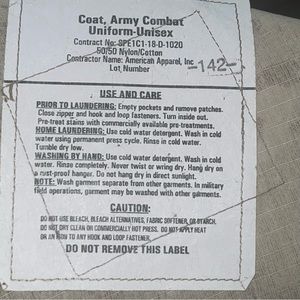 Coat, Army Combat
Uniform-Unisex
Contract No: SPE1C1-18-D-1020
50/50 Nylon/Cotton
Contractor Name: American Apparel, Inc
Lot Number
-142-
USE AND CARE
PRIOR TO LAUNDERING: Empty pockets and remove patches.
Close zipper and hook and loop fasteners. Turn inside out.
Pre-treat stains with commercially available pre-treatments.
HOME LAUNDERING: Use cold water detergent. Wash in cold
water using permanent press cycle. Rinse in cold water.
Tumble dry low.
WASHING BY HAND: Use cold water detergent. Wash in cold
water. Rinse completely. Never twist or wring dry. Hang dry on
a rust-proof hanger. Do not hang dry in direct sunlight.
NOTE: Wash garment separate from other garments. In military
field operations, garment may be washed with other garments.
CAUTION:
DO NOT USE BLEACH, BLEACH ALTERNATIVES, FABRIC SOFTENER, OR STARCH.
DO NOT DRY CLEAN OR COMMERCIALLY HOT PRESS. DO NOT APPLY HEAT
OR AN IRON TO ANY HOOK AND LOOP FASTENER.
DO NOT REMOVE THIS LABEL